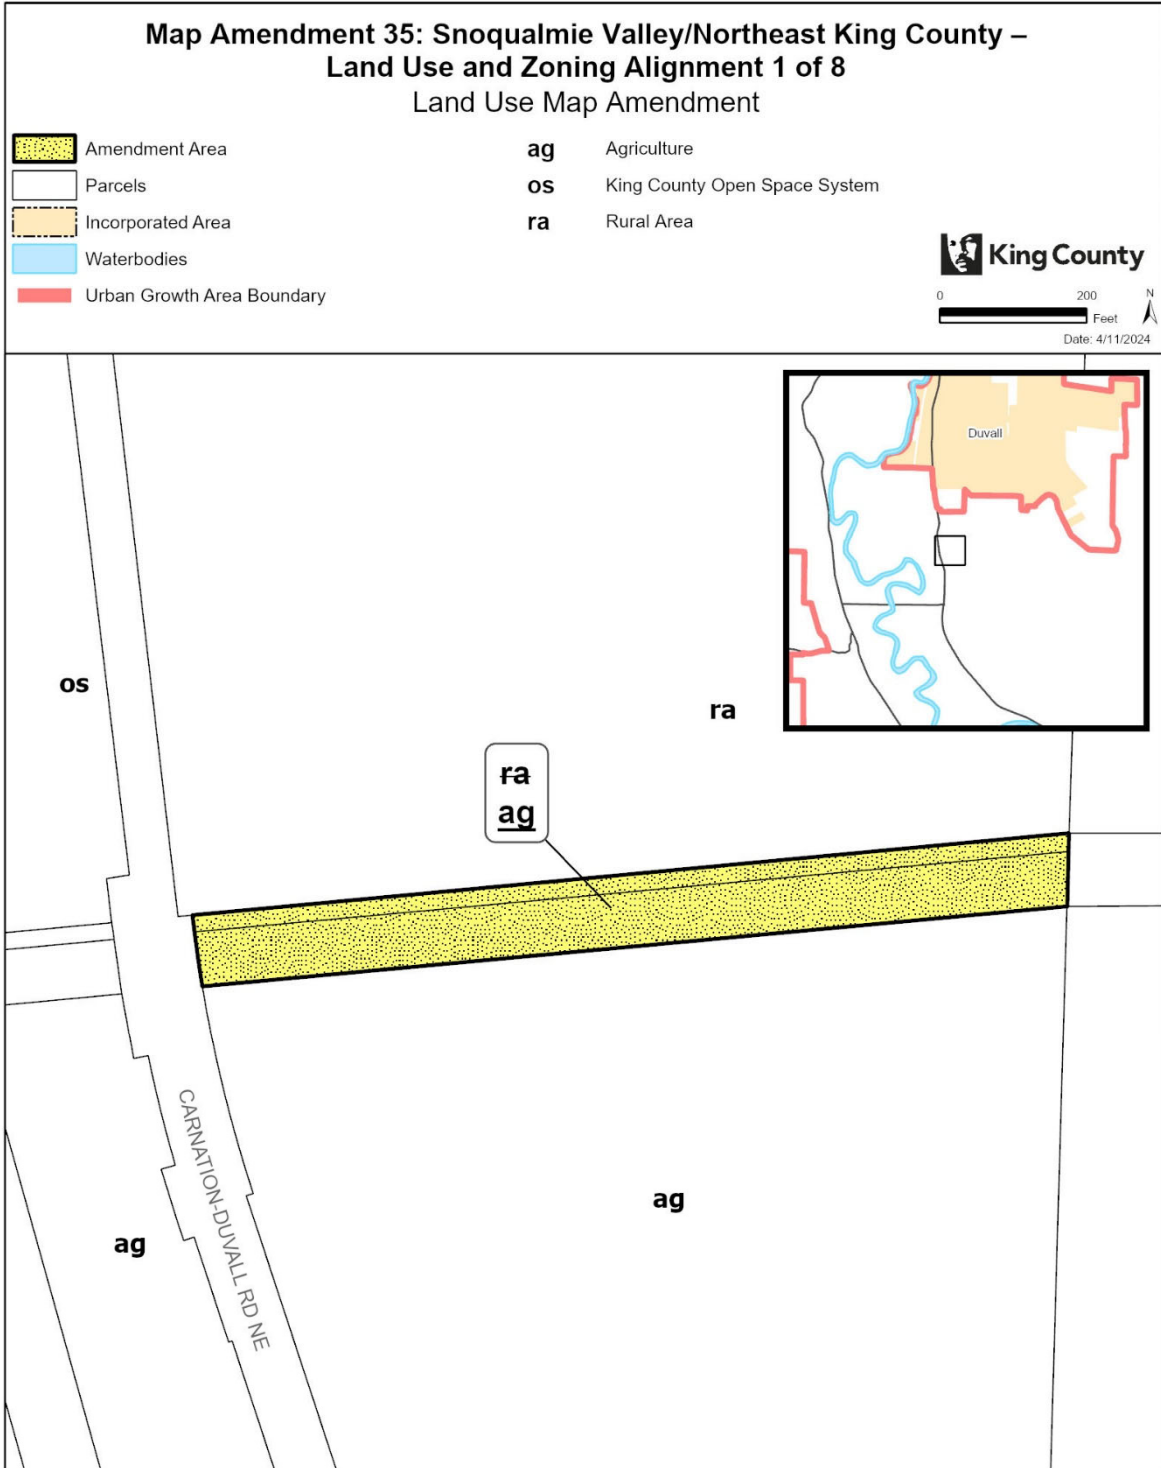 Map Amendment 35: Snoqualmie Valley/Northeast King County –
Land Use and Zoning Alignment 1 of 8
Land Use Map Amendment
Amendment Area
Parcels
Incorporated Area
Waterbodies
Urban Growth Area Boundary
ag Agriculture
os King County Open Space System
ra Rural Area
King County
0 200
Feet
N
Date: 4/11/2024
Duvall
os
ra
ra
ag
CARNATION-DUVALL RD NE
ag
ag